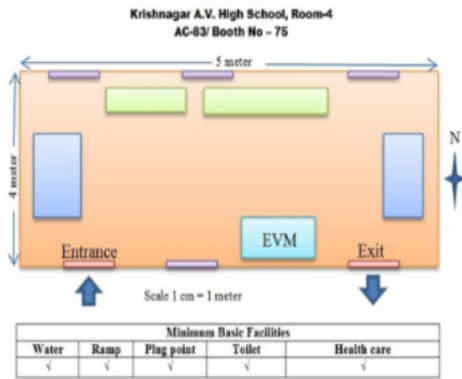 Krishnagar A.V. High School, Room-4
AC-83/ Booth No – 75
5 meter
4 meter
N
EVM
Entrance
Exit
Scale 1 cm = 1 meter
Minimum Basic Facilities
Water Ramp Plug point Toilet Health care
√ √ √ √ √